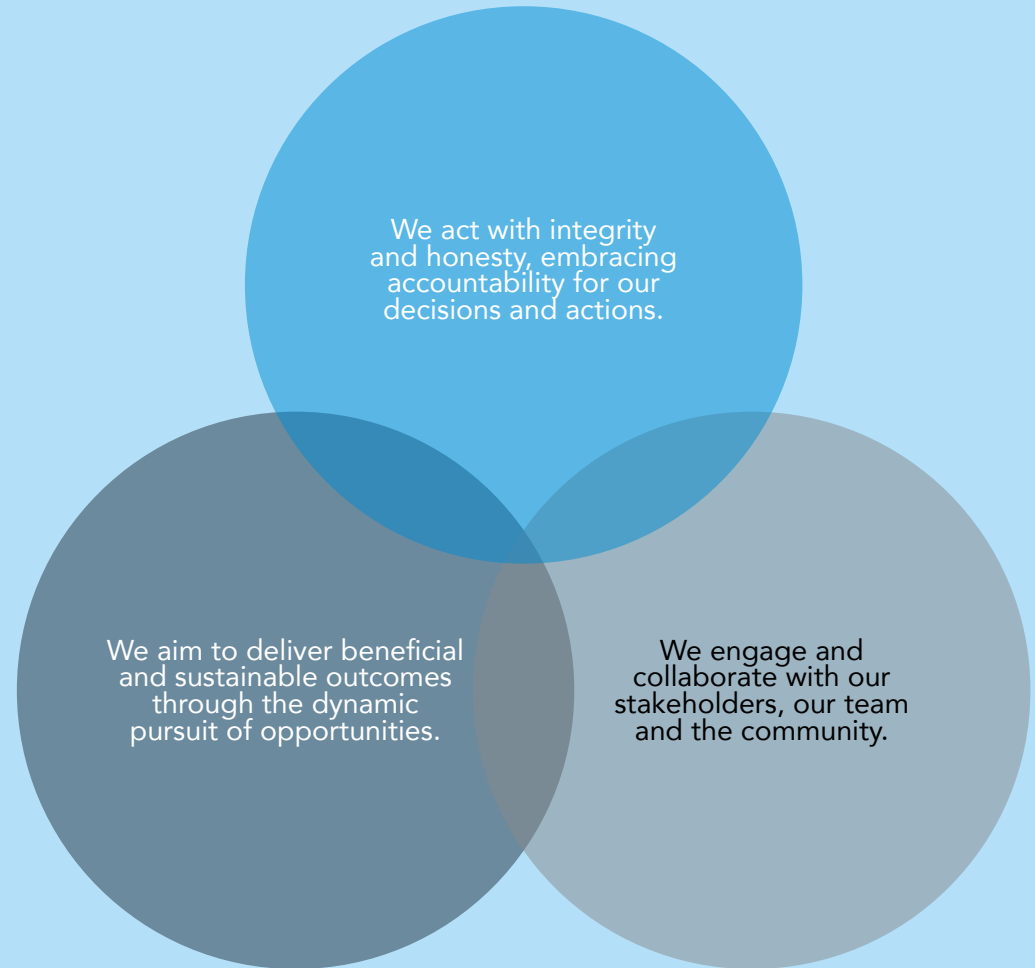 We act with integrity
and honesty, embracing
accountability for our
decisions and actions.
We aim to deliver beneficial
and sustainable outcomes
through the dynamic
pursuit of opportunities.
We engage and
collaborate with our
stakeholders, our team
and the community.